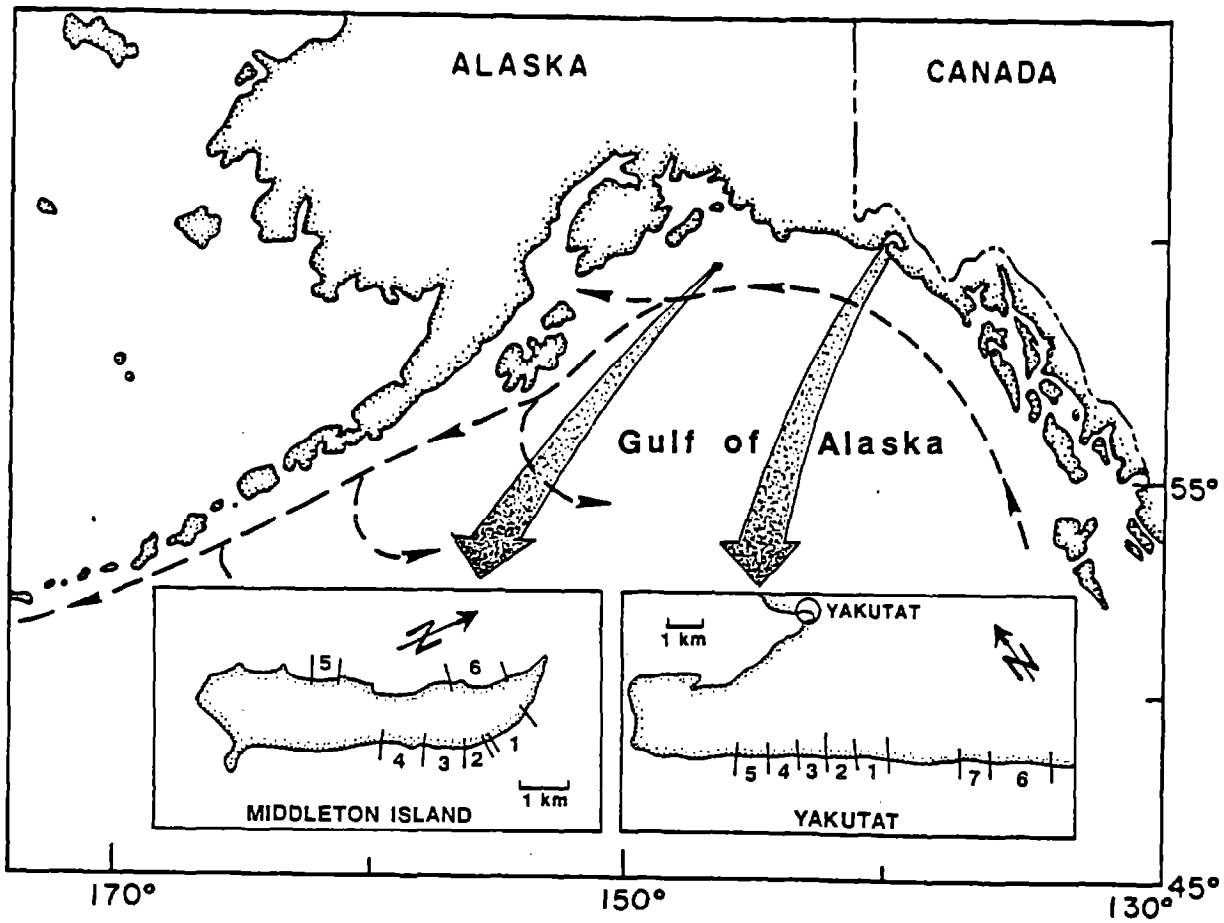 ALASKA
CANADA
Gulf of Alaska
55°
N
5
6
4 3 2 1
1 km
MIDDLETON ISLAND
1 km
YAKUTAT
N
5 4 3 2 1 7 6
YAKUTAT
170°
150°
130°
45°